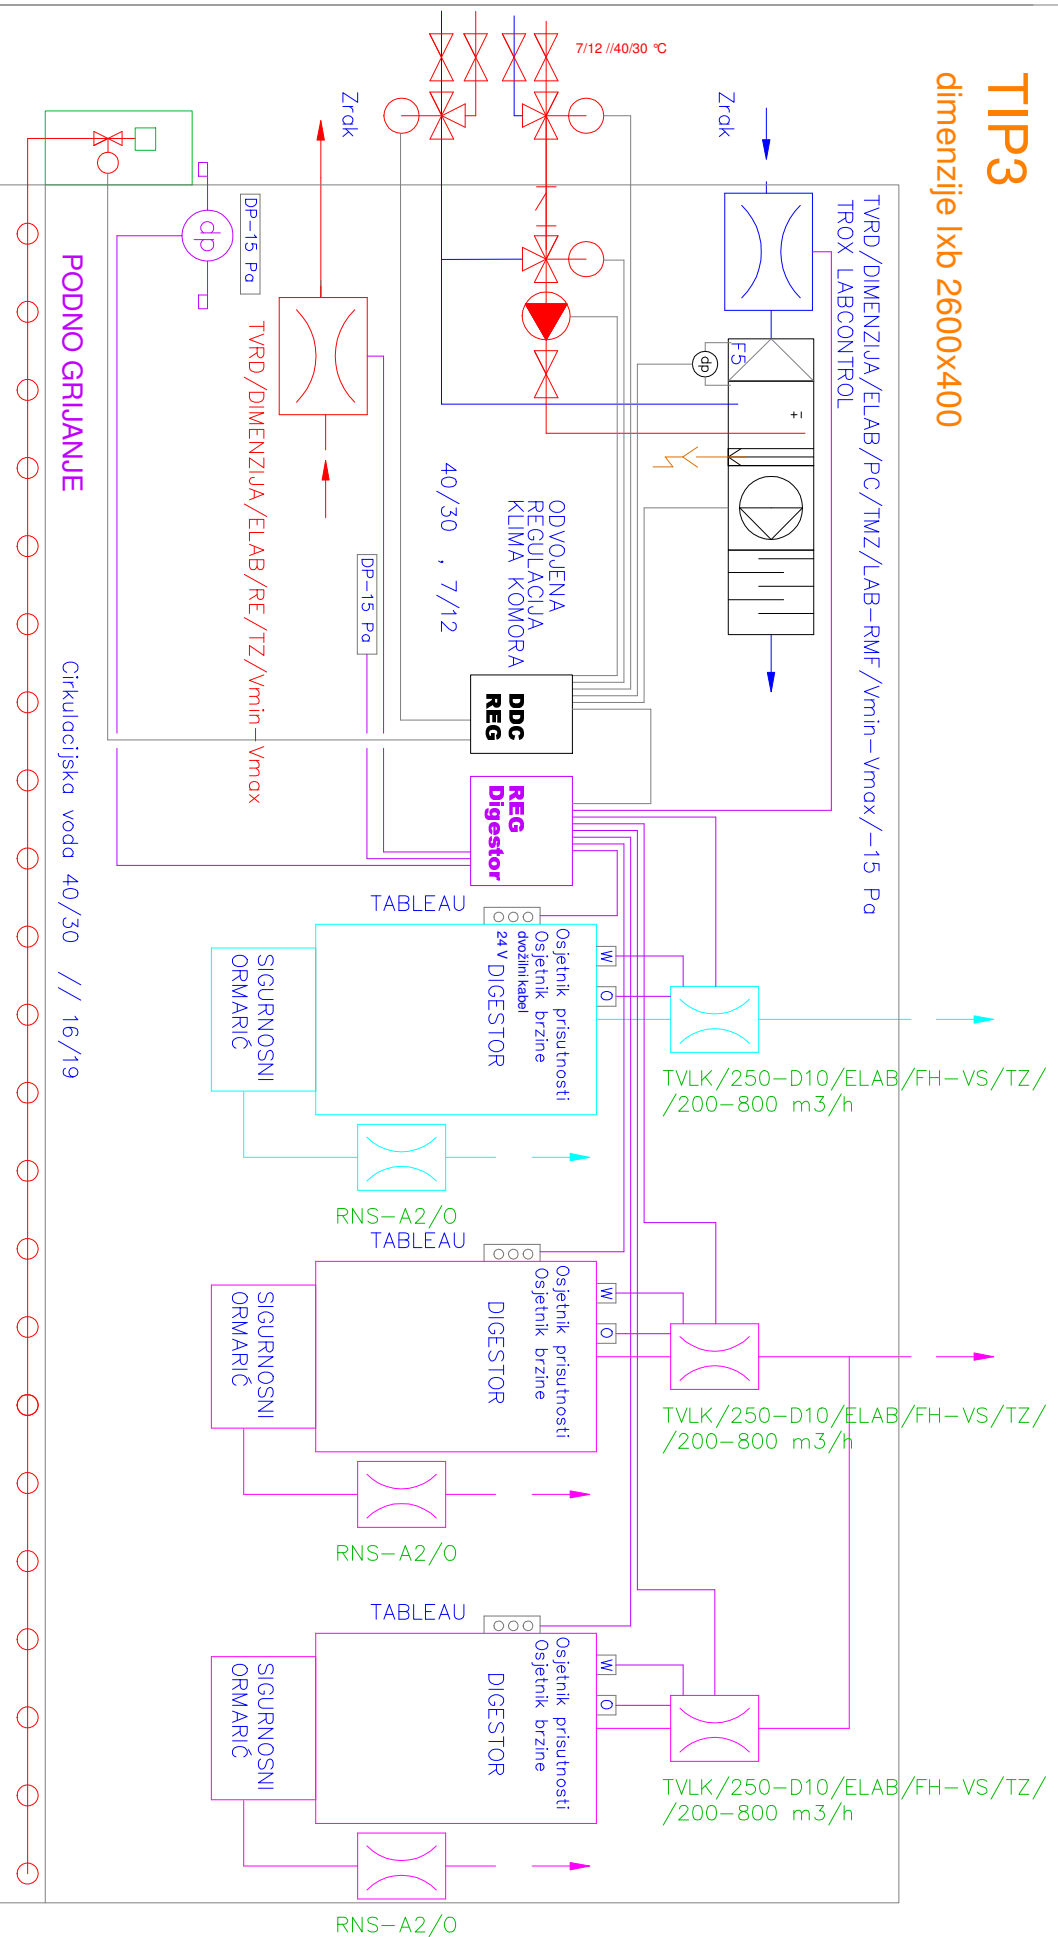 TIP3
dimenzije lxb 2600x400
7/12 //40/30 °C
Zrak
Zrak
TVRD/DIMENZIJA/ELAB/PC/TMZ/LAB-RMF/Vmin-Vmax/-15 Pa
TROX LABCONTROL
F5
dp
+-
DP-15 Pa
dp
PODNO GRIJANJE
TVRD/DIMENZIJA/ELAB/RE/TZ/Vmin-Vmax
DP-15 Pa
40/30 , 7/12
ODVOJENA
REGULACIJA
KLIMA KOMORA
DDC
REG
REG
Digestor
Cirkulacijska voda 40/30 // 16/19
TABLEAU
Osjetnik prisutnosti
Osjetnik brzine
dvožilni kabel
24 V DIGESTOR
W
O
SIGURNOSNI
ORMARIĆ
TVLK/250-D10/ELAB/FH-VS/TZ/
/200-800 m3/h
RNS-A2/0
TABLEAU
Osjetnik prisutnosti
Osjetnik brzine
DIGESTOR
W
O
SIGURNOSNI
ORMARIĆ
TVLK/250-D10/ELAB/FH-VS/TZ/
/200-800 m3/h
RNS-A2/0
TABLEAU
Osjetnik prisutnosti
Osjetnik brzine
DIGESTOR
W
O
SIGURNOSNI
ORMARIĆ
TVLK/250-D10/ELAB/FH-VS/TZ/
/200-800 m3/h
RNS-A2/0